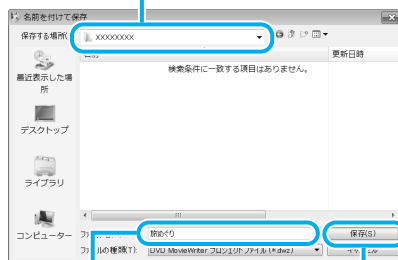 名前を付けて保存
保存する場所(
XXXXXXXX
更新日時
検索条件に一致する項目はありません。
最近表示した場
所
デスクトップ
ライブラリ
コンピューター
旅めぐり
保存(S)
ルの種類(T):
DVD MovieWriter プロジェクトファイル (*.dwz)